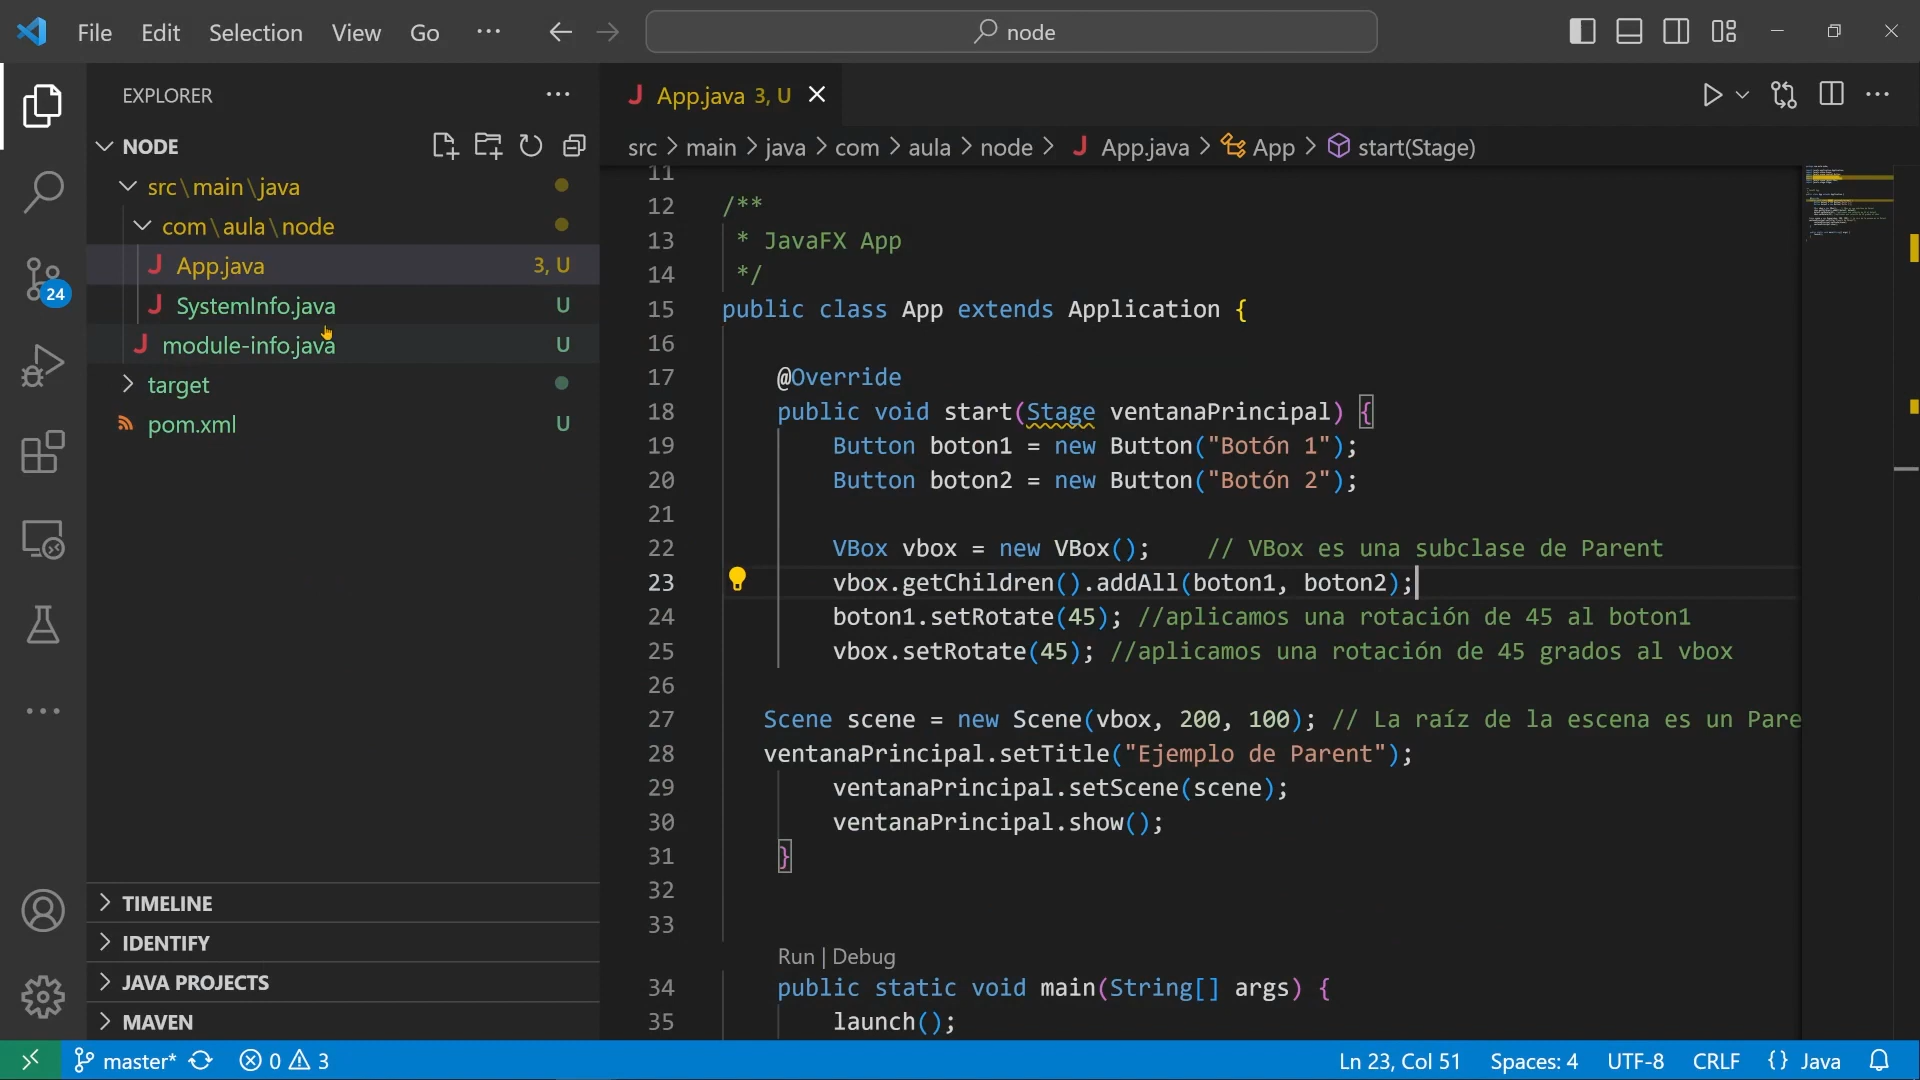 File Edit Selection View Go ··· node
EXPLORER ···
NODE
src\main\java
com\aula\node
App.java 3, U
SystemInfo.java U
module-info.java U
target
pom.xml U
TIMELINE
IDENTIFY
JAVA PROJECTS
MAVEN
24
App.java 3, U
src > main > java > com > aula > node > App.java > App > start(Stage)
11
12 /**
13 * JavaFX App
14 */
15 public class App extends Application {
16
17 @Override
18 public void start(Stage ventanaPrincipal) {
19 Button boton1 = new Button("Botón 1");
20 Button boton2 = new Button("Botón 2");
21
22 VBox vbox = new VBox(); // VBox es una subclase de Parent
23 vbox.getChildren().addAll(boton1, boton2);
24 boton1.setRotate(45); //aplicamos una rotación de 45 al boton1
25 vbox.setRotate(45); //aplicamos una rotación de 45 grados al vbox
26
27 Scene scene = new Scene(vbox, 200, 100); // La raíz de la escena es un Pare
28 ventanaPrincipal.setTitle("Ejemplo de Parent");
29 ventanaPrincipal.setScene(scene);
30 ventanaPrincipal.show();
31 }
32
33
Run | Debug
34 public static void main(String[] args) {
35 launch();
master* 0 3 Ln 23, Col 51 Spaces: 4 UTF-8 CRLF {} Java